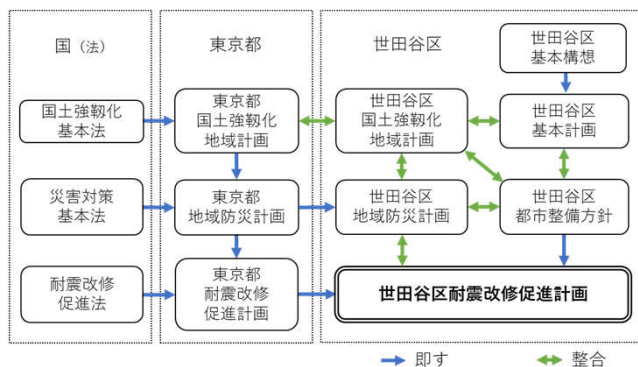 国（法）
東京都
世田谷区
世田谷区
基本構想
国土強靱化
基本法
東京都
国土強靱化
地域計画
世田谷区
国土強靱化
地域計画
世田谷区
基本計画
災害対策
基本法
東京都
地域防災計画
世田谷区
地域防災計画
世田谷区
都市整備方針
耐震改修
促進法
東京都
耐震改修
促進計画
世田谷区耐震改修促進計画
即す
整合